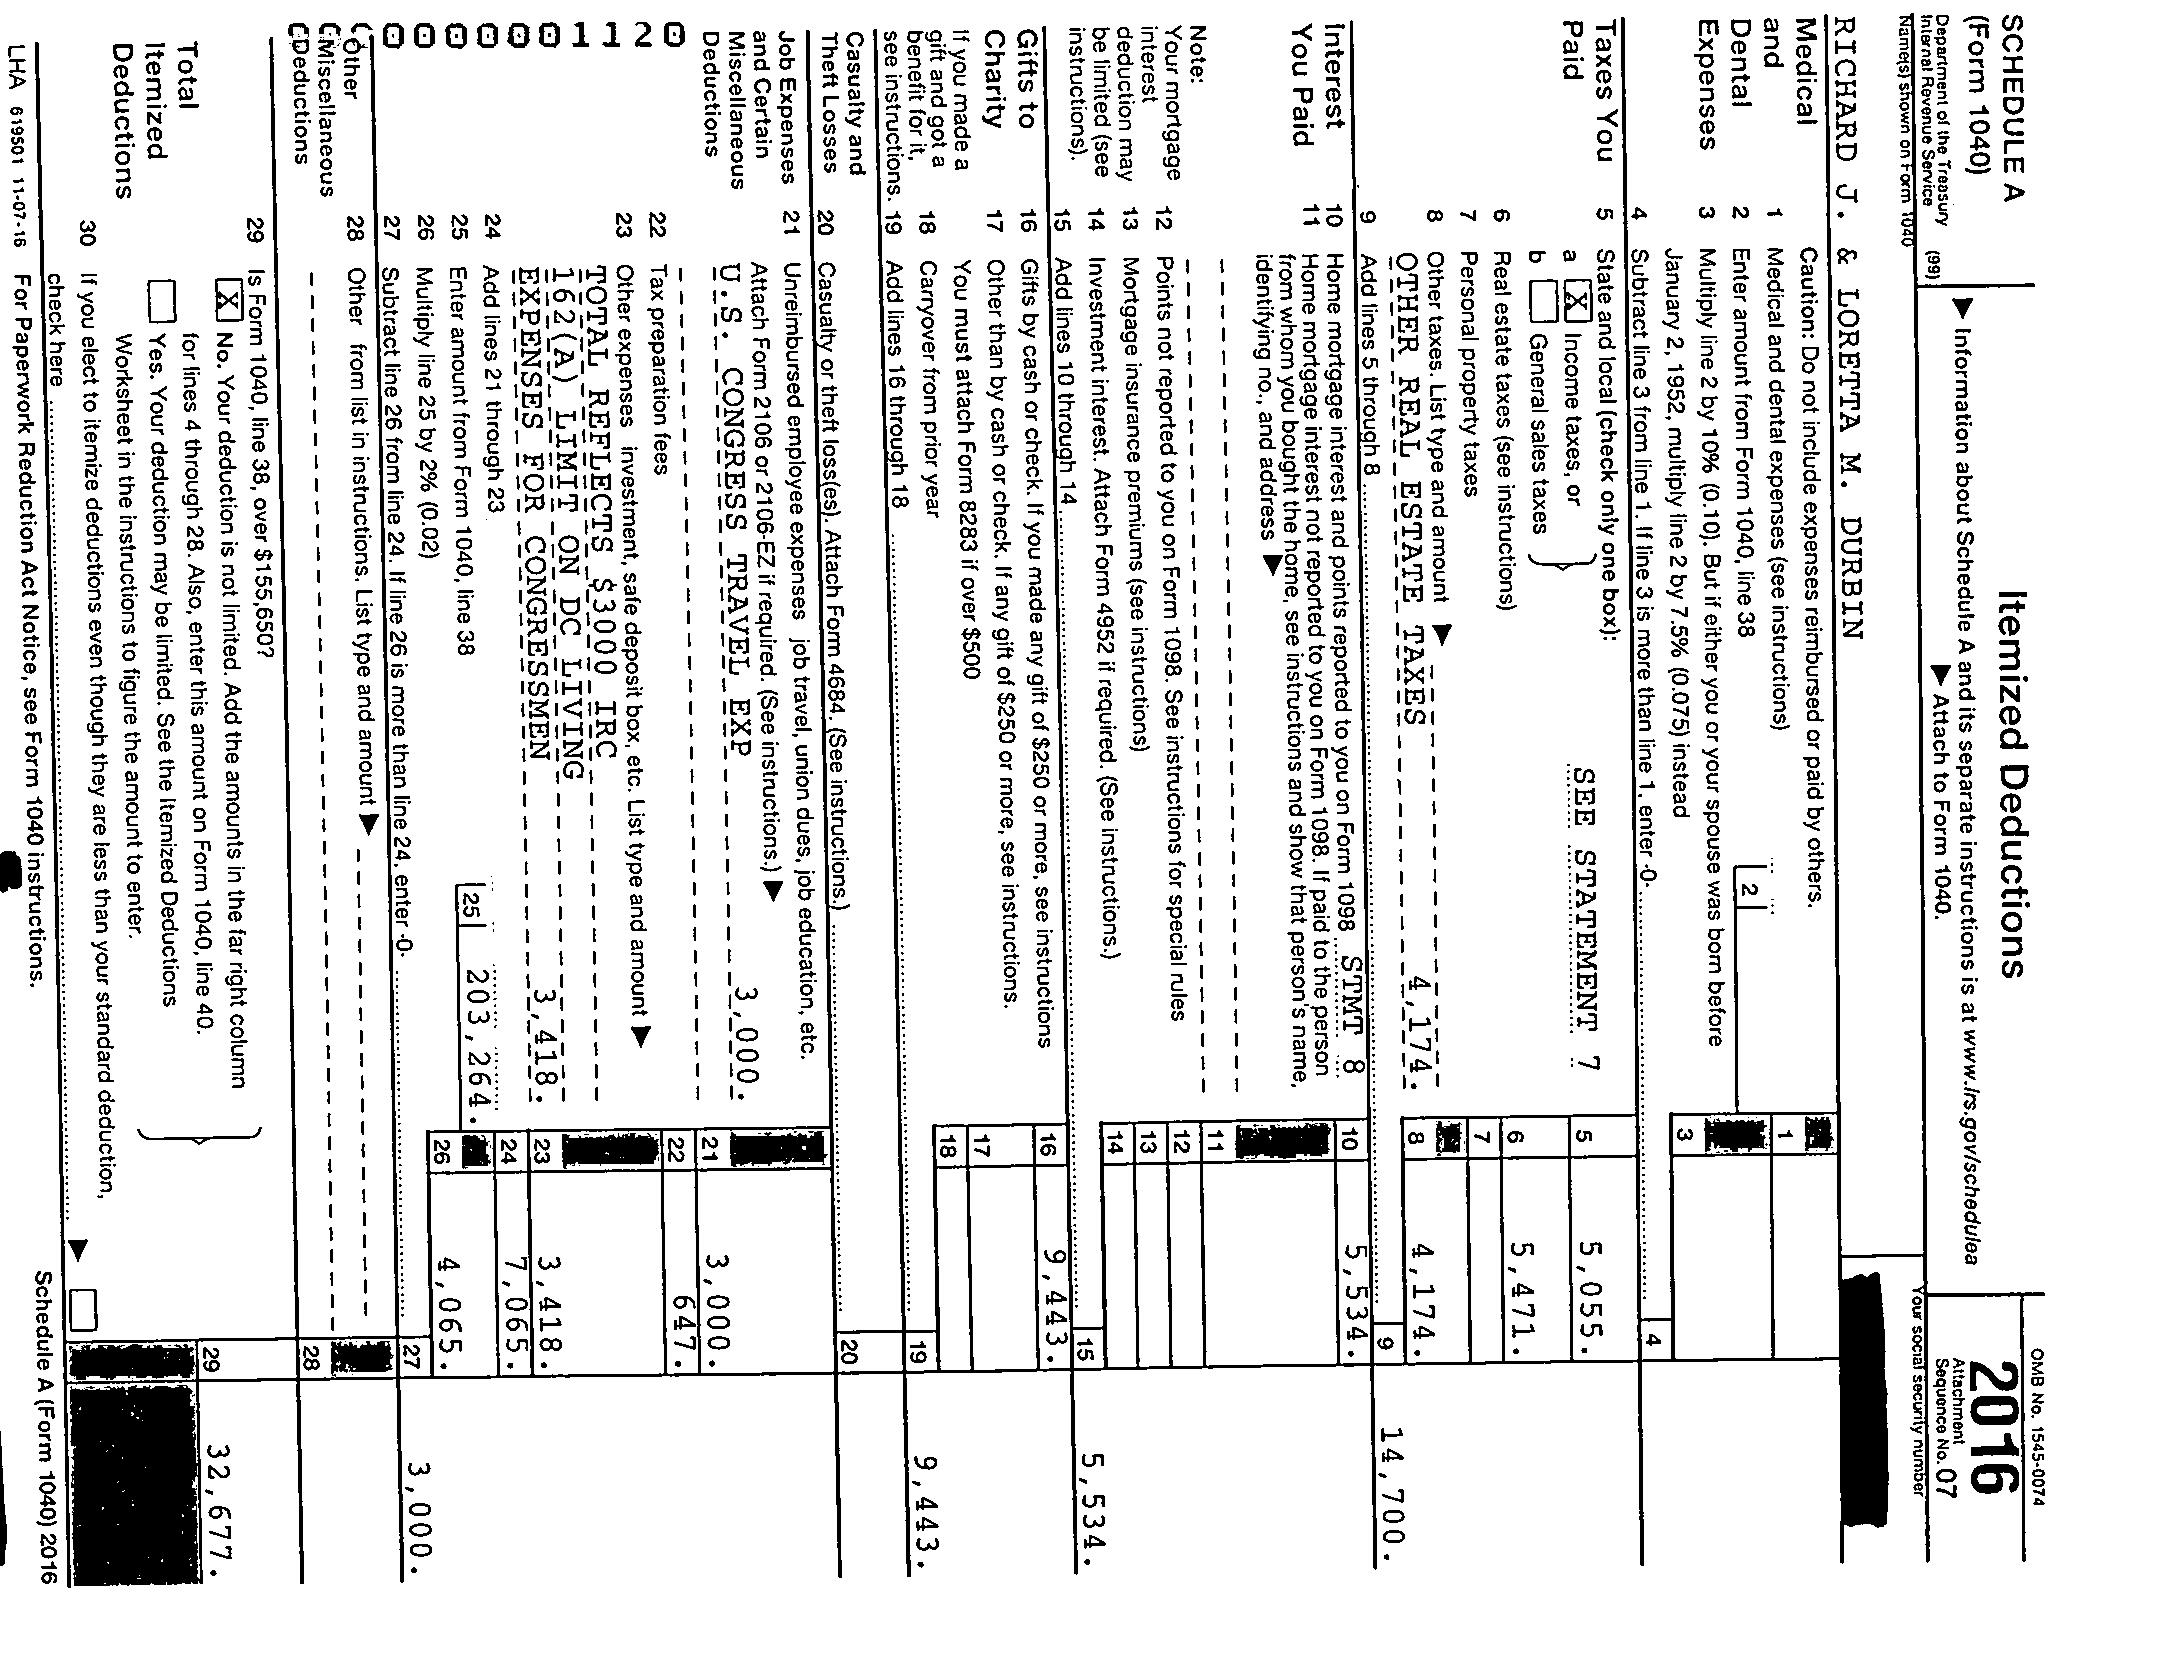 SCHEDULE A
(Form 1040)
Department of the Treasury
Internal Revenue Service (99)
Itemized Deductions
▶ Information about Schedule A and its separate instructions is at www.irs.gov/schedulea
▶ Attach to Form 1040.
OMB No. 1545-0074
2016
Attachment
Sequence No. 07
Name(s) shown on Form 1040
Your social security number
RICHARD J. & LORETTA M. DURBIN
Medical and Dental Expenses
Caution: Do not include expenses reimbursed or paid by others.
1 Medical and dental expenses (see instructions) 1
2 Enter amount from Form 1040, line 38 2
3 Multiply line 2 by 10% (0.10). But if either you or your spouse was born before
January 2, 1952, multiply line 2 by 7.5% (0.075) instead 3
4 Subtract line 3 from line 1. If line 3 is more than line 1, enter -0- 4
Taxes You Paid
5 State and local (check only one box):
a X Income taxes, or
b General sales taxes
SEE STATEMENT 7 5 5,055.
6 Real estate taxes (see instructions) 6 5,471.
7 Personal property taxes 7
8 Other taxes. List type and amount ▶
OTHER REAL ESTATE TAXES 4,174. 8 4,174.
9 Add lines 5 through 8 9 14,700.
Interest You Paid
Note:
Your mortgage
interest
deduction may
be limited (see
instructions).
10 Home mortgage interest and points reported to you on Form 1098 STMT 8 10 5,534.
11 Home mortgage interest not reported to you on Form 1098. If paid to the person
from whom you bought the home, see instructions and show that person's name,
identifying no., and address ▶
11
12 Points not reported to you on Form 1098. See instructions for special rules 12
13 Mortgage insurance premiums (see instructions) 13
14 Investment interest. Attach Form 4952 if required. (See instructions.) 14
15 Add lines 10 through 14 15 5,534.
Gifts to Charity
If you made a
gift and got a
benefit for it,
see instructions.
16 Gifts by cash or check. If you made any gift of $250 or more, see instructions 16 9,443.
17 Other than by cash or check. If any gift of $250 or more, see instructions.
You must attach Form 8283 if over $500 17
18 Carryover from prior year 18
19 Add lines 16 through 18 19 9,443.
Casualty and Theft Losses
20 Casualty or theft loss(es). Attach Form 4684. (See instructions.) 20
Job Expenses and Certain Miscellaneous Deductions
21 Unreimbursed employee expenses job travel, union dues, job education, etc.
Attach Form 2106 or 2106-EZ if required. (See instructions.) ▶
U.S. CONGRESS TRAVEL EXP 3,000.
21 3,000.
22 Tax preparation fees 22 647.
23 Other expenses investment, safe deposit box, etc. List type and amount ▶
TOTAL REFLECTS $3000 IRC
162(A) LIMIT ON DC LIVING
EXPENSES FOR CONGRESSMEN 3,418. 23 3,418.
24 Add lines 21 through 23 24 7,065.
25 Enter amount from Form 1040, line 38 25 203,264.
26 Multiply line 25 by 2% (0.02) 26 4,065.
27 Subtract line 26 from line 24. If line 26 is more than line 24, enter -0- 27 3,000.
0000001120
Other Miscellaneous Deductions
28 Other from list in instructions. List type and amount ▶
28
Total Itemized Deductions
29 Is Form 1040, line 38, over $155,650?
X No. Your deduction is not limited. Add the amounts in the far right column
for lines 4 through 28. Also, enter this amount on Form 1040, line 40.
Yes. Your deduction may be limited. See the Itemized Deductions
Worksheet in the instructions to figure the amount to enter.
29 32,677.
30 If you elect to itemize deductions even though they are less than your standard deduction,
check here ▶
LHA 619501 11-07-16 For Paperwork Reduction Act Notice, see Form 1040 instructions. Schedule A (Form 1040) 2016